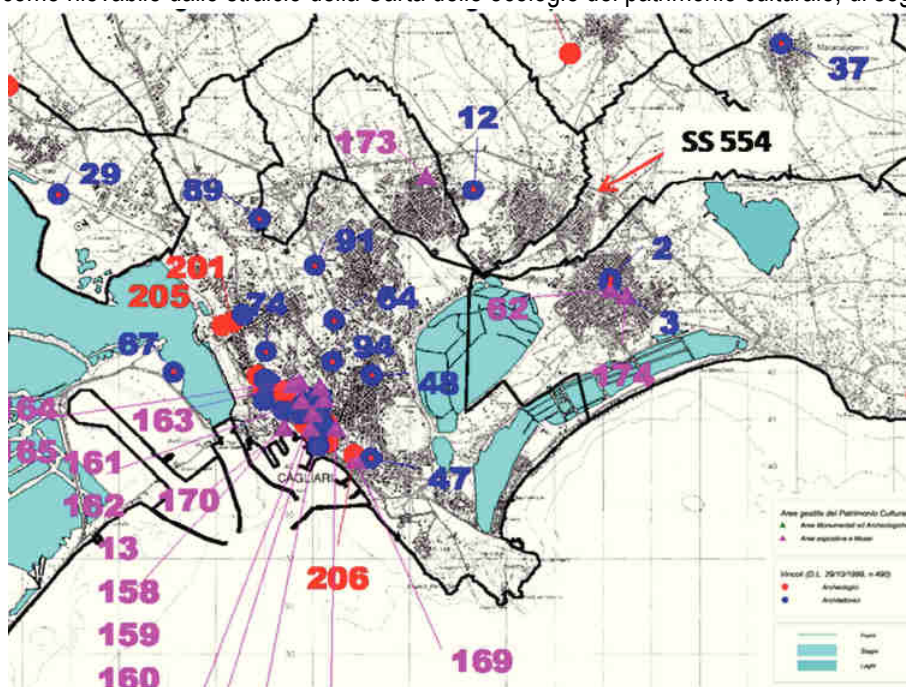 come rilevabile dallo stralcio della Carta delle ecologie del patrimonio culturale, di seg
37
12
SS 554
173
29
89
91
2
201
62
205
74
64
3
67
94
48
174
164
163
165
161
47
162
170
CAGLIARI
13
206
158
159
169
160
Aree gestite del Patrimonio Cultura
Aree Monumentali ed Archeologiche
Aree espositive e Musei
Vincoli (D.L. 29/10/1999, n.490)
Archeologici
Architettonici
Fiumi
Stagni
Laghi